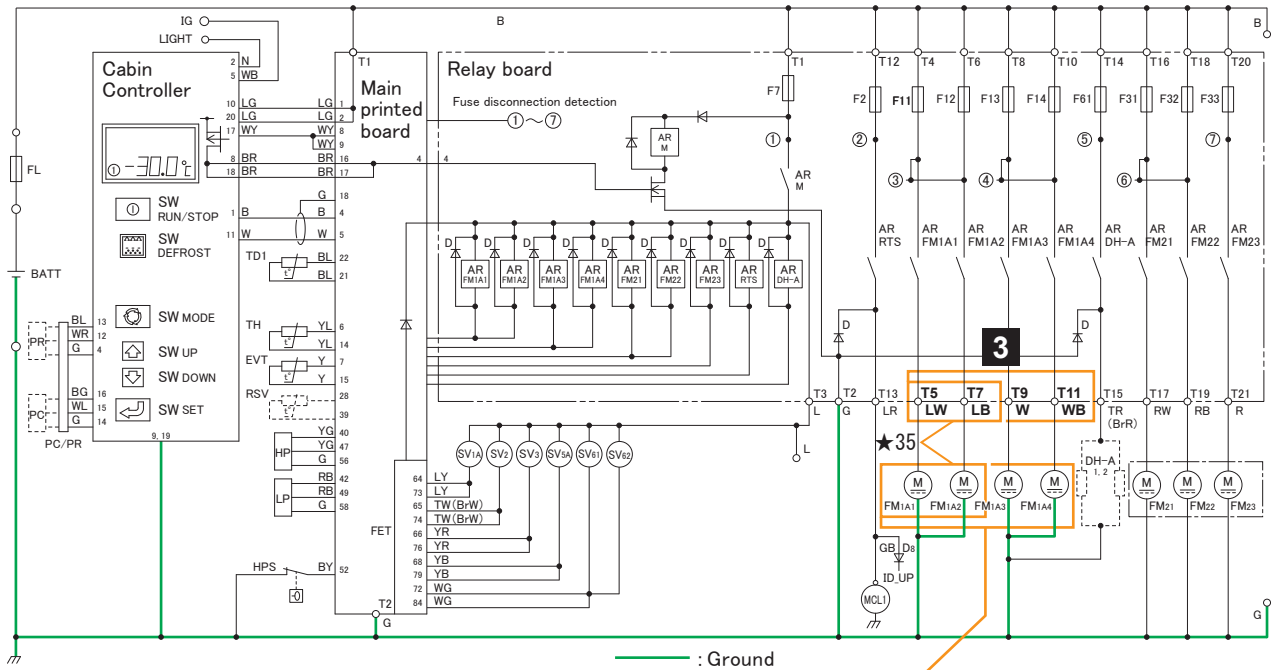 IG
LIGHT
B
B
2 N
5 WB
Cabin
Controller
T1
Main
printed
board
Relay board
Fuse disconnection detection
①～⑦
T1 T12 T4 T6 T8 T10 T14 T16 T18 T20
F7 F2 F11 F12 F13 F14 F61 F31 F32 F33
10 LG LG 1
20 LG LG 2
17 WY WY 8
WY 9
8 BR BR 16
18 BR BR 17
4 4
G 18
1 B B 4
11 W W 5
① -30.0℃
FL
SW
RUN/STOP
SW
DEFROST
BATT
AR
M
① ② ③ ④ ⑤ ⑥ ⑦
AR
M
AR
RTS
AR
FM1A1
AR
FM1A2
AR
FM1A3
AR
FM1A4
AR
DH-A
AR
FM21
AR
FM22
AR
FM23
TD1
BL 22
BL 21
t°
D D D D D D D D D
AR
FM1A1
AR
FM1A2
AR
FM1A3
AR
FM1A4
AR
FM21
AR
FM22
AR
FM23
AR
RTS
AR
DH-A
D D
BL 13
WR 12
G 4
PR
SW MODE
SW UP
SW DOWN
SW SET
BG 16
WL 15
G 14
PC
PC/PR
9, 19
TH
t°
YL 6
YL 14
EVT
t°
Y 7
Y 15
RSV
t°
28
39
HP
YG 40
YG 47
G 56
LP
RB 42
RB 49
G 58
3
T3
L
T2
G
T13
LR
T5
LW
T7
LB
T9
W
T11
WB
T15
TR
(BrR)
T17
RW
T19
RB
T21
R
★35
L
SV1A SV2 SV3 SV5A SV61 SV62
FET
64 LY
73 LY
65 TW(BrW)
74 TW(BrW)
66 YR
76 YR
68 YB
79 YB
72 WG
84 WG
M M M M M M M
FM1A1 FM1A2 FM1A3 FM1A4
DH-A
1, 2
FM21 FM22 FM23
GB D8
ID_UP
MCL1
HPS BY 52
T2
G
G
: Ground